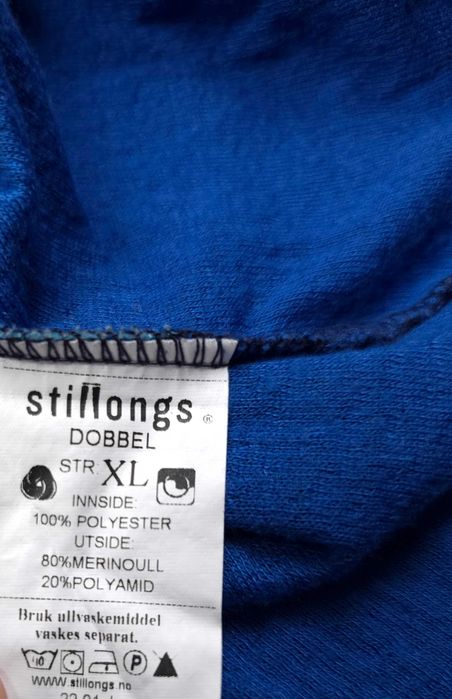 stillongs ®
DOBBEL
STR: XL
INNSIDE:
100% POLYESTER
UTSIDE:
80%MERINOULL
20%POLYAMID
Bruk ullvaskemiddel
vaskes separat.
40 P
www.stillongs.no